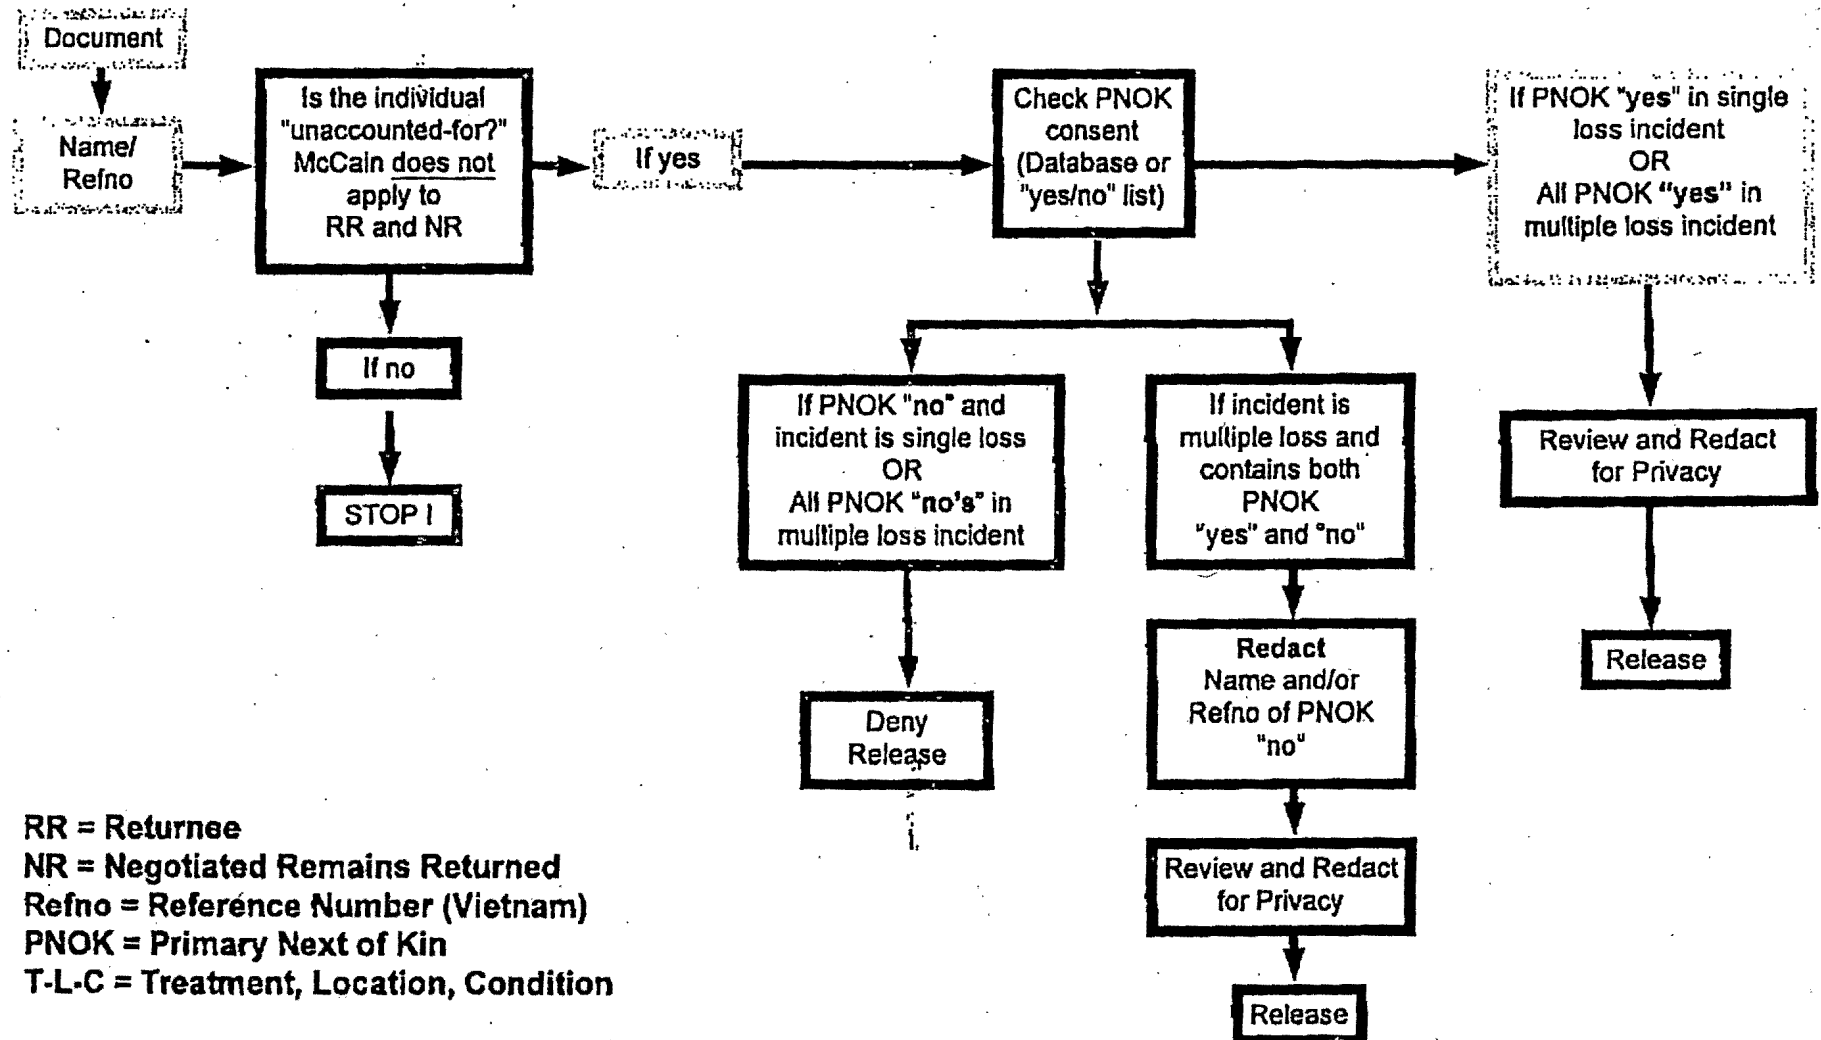 Document
Name/
Refno
Is the individual
"unaccounted-for?"
McCain does not
apply to
RR and NR
If yes
If no
STOP !
Check PNOK
consent
(Database or
"yes/no" list)
If PNOK "yes" in single
loss incident
OR
All PNOK "yes" in
multiple loss incident
If PNOK "no" and
incident is single loss
OR
All PNOK "no's" in
multiple loss incident
Deny
Release
If incident is
multiple loss and
contains both
PNOK
"yes" and "no"
Redact
Name and/or
Refno of PNOK
"no"
Review and Redact
for Privacy
Release
Review and Redact
for Privacy
Release
RR = Returnee
NR = Negotiated Remains Returned
Refno = Reference Number (Vietnam)
PNOK = Primary Next of Kin
T-L-C = Treatment, Location, Condition